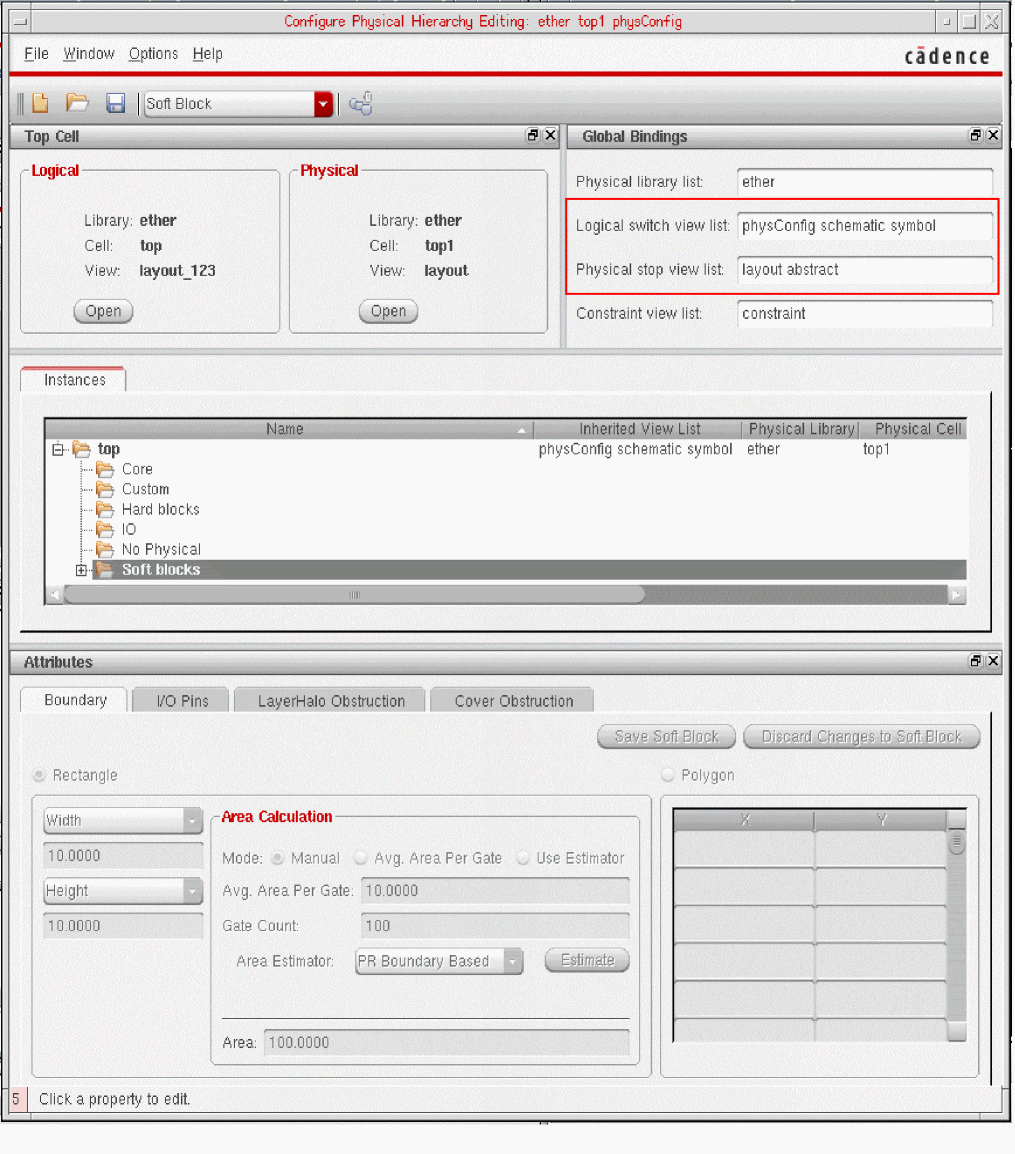 Configure Physical Hierarchy Editing: ether top1 physConfig
File Window Options Help
cādence
Soft Block
Top Cell
Global Bindings
Logical
Physical
Library: ether
Cell: top
View: layout_123
Open
Library: ether
Cell: top1
View: layout
Open
Physical library list: ether
Logical switch view list: physConfig schematic symbol
Physical stop view list: layout abstract
Constraint view list: constraint
Instances
Name Inherited View List Physical Library Physical Cell
top physConfig schematic symbol ether top1
Core
Custom
Hard blocks
IO
No Physical
Soft blocks
Attributes
Boundary I/O Pins LayerHalo Obstruction Cover Obstruction
Save Soft Block Discard Changes to Soft Block
Rectangle
Polygon
Width
10.0000
Height
10.0000
Area Calculation
Mode: Manual Avg. Area Per Gate Use Estimator
Avg. Area Per Gate: 10.0000
Gate Count: 100
Area Estimator: PR Boundary Based Estimate
Area: 100.0000
X Y
5 Click a property to edit.